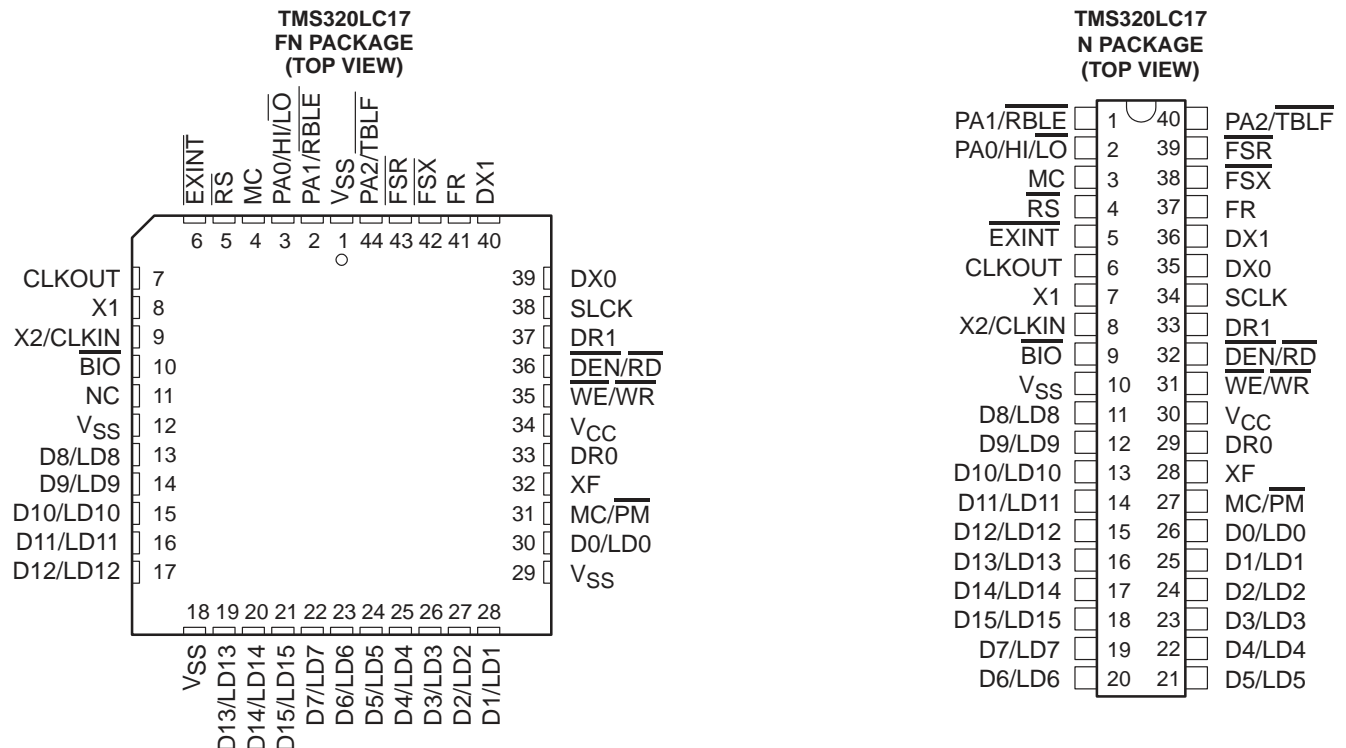 TMS320LC17
FN PACKAGE
(TOP VIEW)
EXINT
RS
MC
PA0/HI/LO
PA1/RBLE
VSS
PA2/TBLF
FSR
FSX
FR
DX1
6 5 4 3 2 1 44 43 42 41 40
CLKOUT 7
X1 8
X2/CLKIN 9
BIO 10
NC 11
VSS 12
D8/LD8 13
D9/LD9 14
D10/LD10 15
D11/LD11 16
D12/LD12 17
39 DX0
38 SLCK
37 DR1
36 DEN/RD
35 WE/WR
34 VCC
33 DR0
32 XF
31 MC/PM
30 D0/LD0
29 VSS
18 19 20 21 22 23 24 25 26 27 28
VSS
D13/LD13
D14/LD14
D15/LD15
D7/LD7
D6/LD6
D5/LD5
D4/LD4
D3/LD3
D2/LD2
D1/LD1
TMS320LC17
N PACKAGE
(TOP VIEW)
PA1/RBLE 1 40 PA2/TBLF
PA0/HI/LO 2 39 FSR
MC 3 38 FSX
RS 4 37 FR
EXINT 5 36 DX1
CLKOUT 6 35 DX0
X1 7 34 SCLK
X2/CLKIN 8 33 DR1
BIO 9 32 DEN/RD
VSS 10 31 WE/WR
D8/LD8 11 30 VCC
D9/LD9 12 29 DR0
D10/LD10 13 28 XF
D11/LD11 14 27 MC/PM
D12/LD12 15 26 D0/LD0
D13/LD13 16 25 D1/LD1
D14/LD14 17 24 D2/LD2
D15/LD15 18 23 D3/LD3
D7/LD7 19 22 D4/LD4
D6/LD6 20 21 D5/LD5